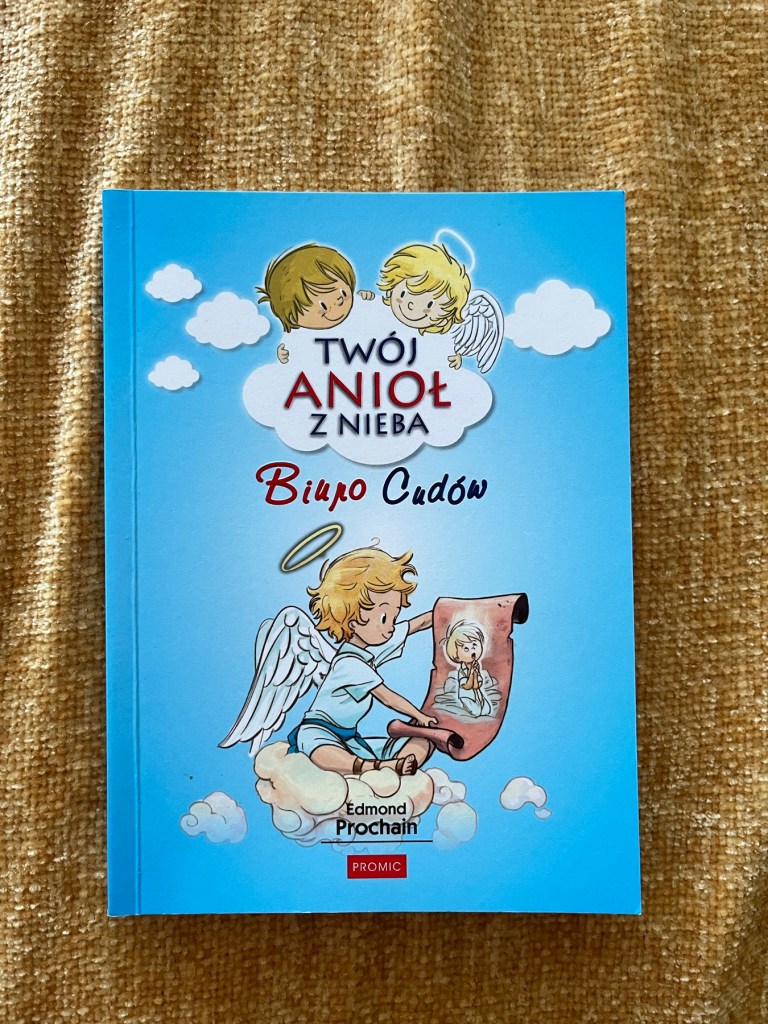 TWÓJ
ANIOŁ
Z NIEBA
Biuro Cudów
Edmond
Prochain
PROMIC